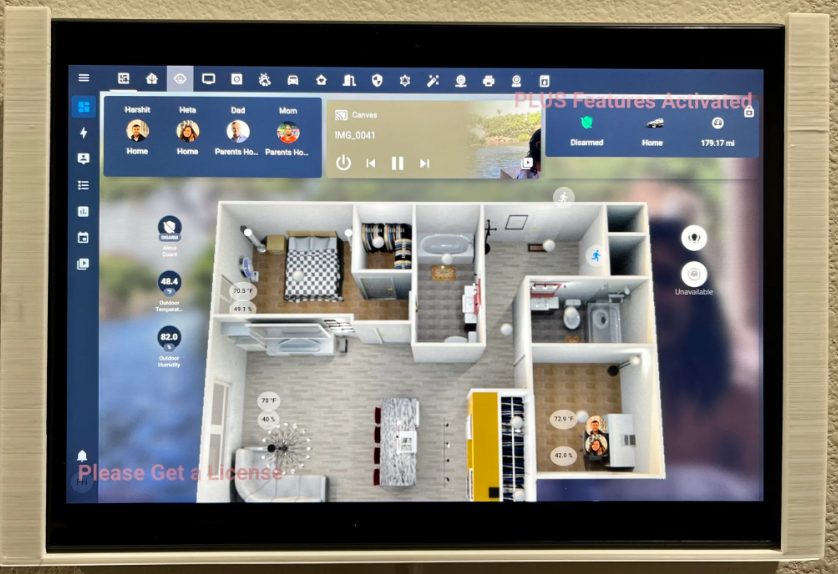 PLUS Features Activated
Harshit
Heta
Dad
Mom
Home
Home
Parents Ho...
Parents Ho...
Canvas
IMG_0041
Disarmed
Home
179.17 mi
DISARM
Alexa
Guard
48.4
°F
Outdoor
Temperat...
82.0
Outdoor
Humidity
70.5 °F
49.1 %
70 °F
40 %
72.9 °F
42.0 %
Unavailable
Please Get a License